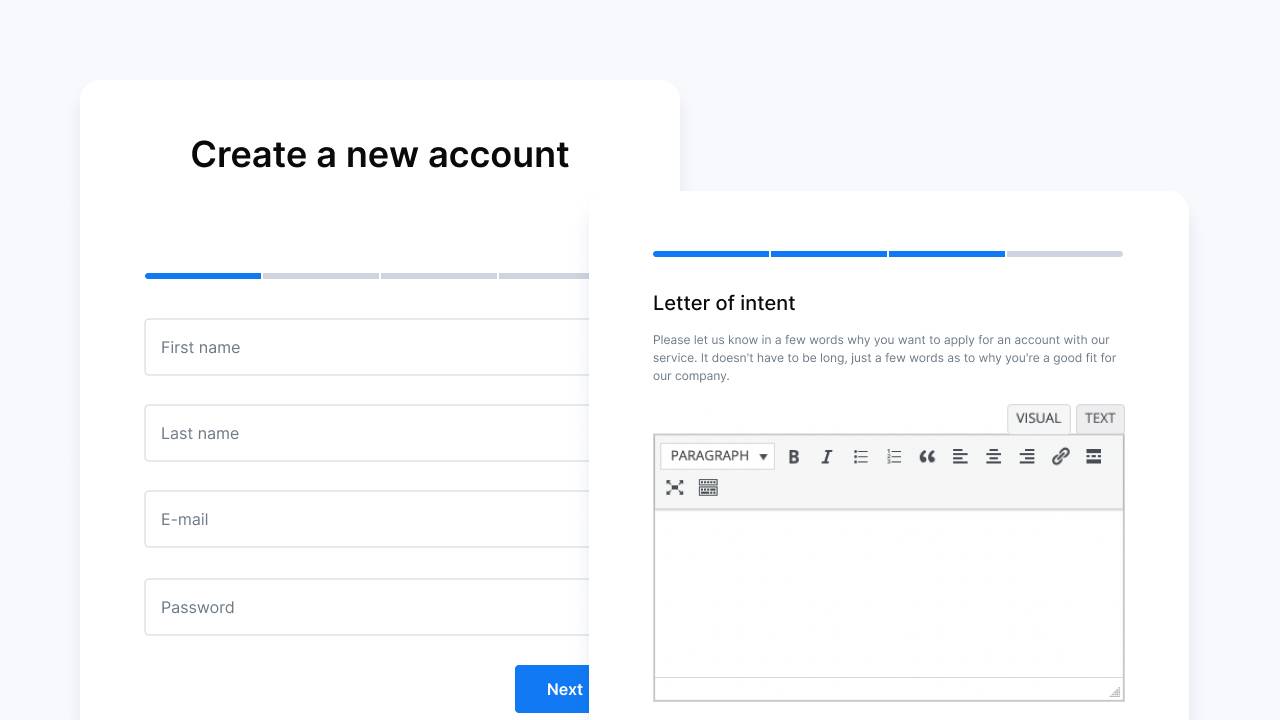 Create a new account
First name
Last name
E-mail
Password
Next
Letter of intent
Please let us know in a few words why you want to apply for an account with our
service. It doesn't have to be long, just a few words as to why you're a good fit for
our company.
VISUAL TEXT
PARAGRAPH